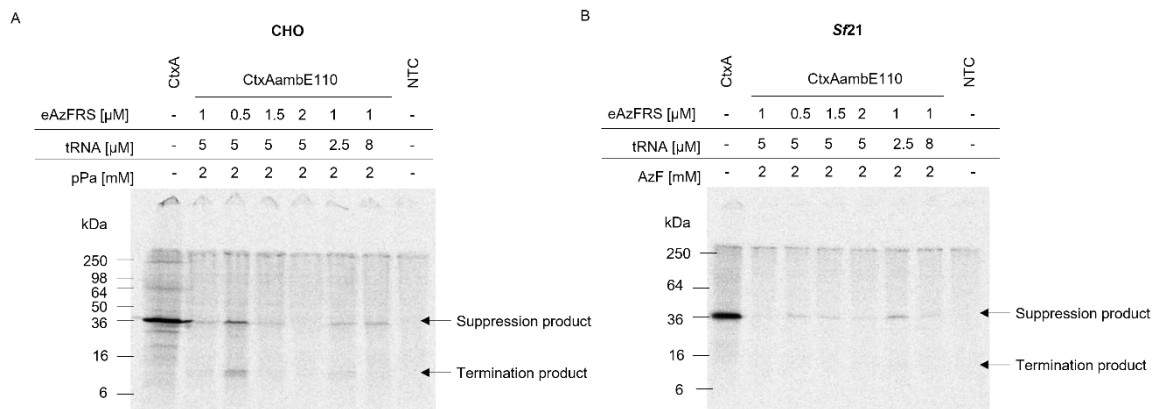 A
CHO
CtxA
CtxAambE110
NTC
eAzFRS [µM] - 1 0.5 1.5 2 1 1 -
tRNA [µM] - 5 5 5 5 2.5 8 -
pPa [mM] - 2 2 2 2 2 2 -
kDa
250
98
64
50
36
16
6
Suppression product
Termination product
B
Sf21
CtxA
CtxAambE110
NTC
eAzFRS [µM] - 1 0.5 1.5 2 1 1 -
tRNA [µM] - 5 5 5 5 2.5 8 -
AzF [mM] - 2 2 2 2 2 2 -
kDa
250
64
36
16
6
Suppression product
Termination product